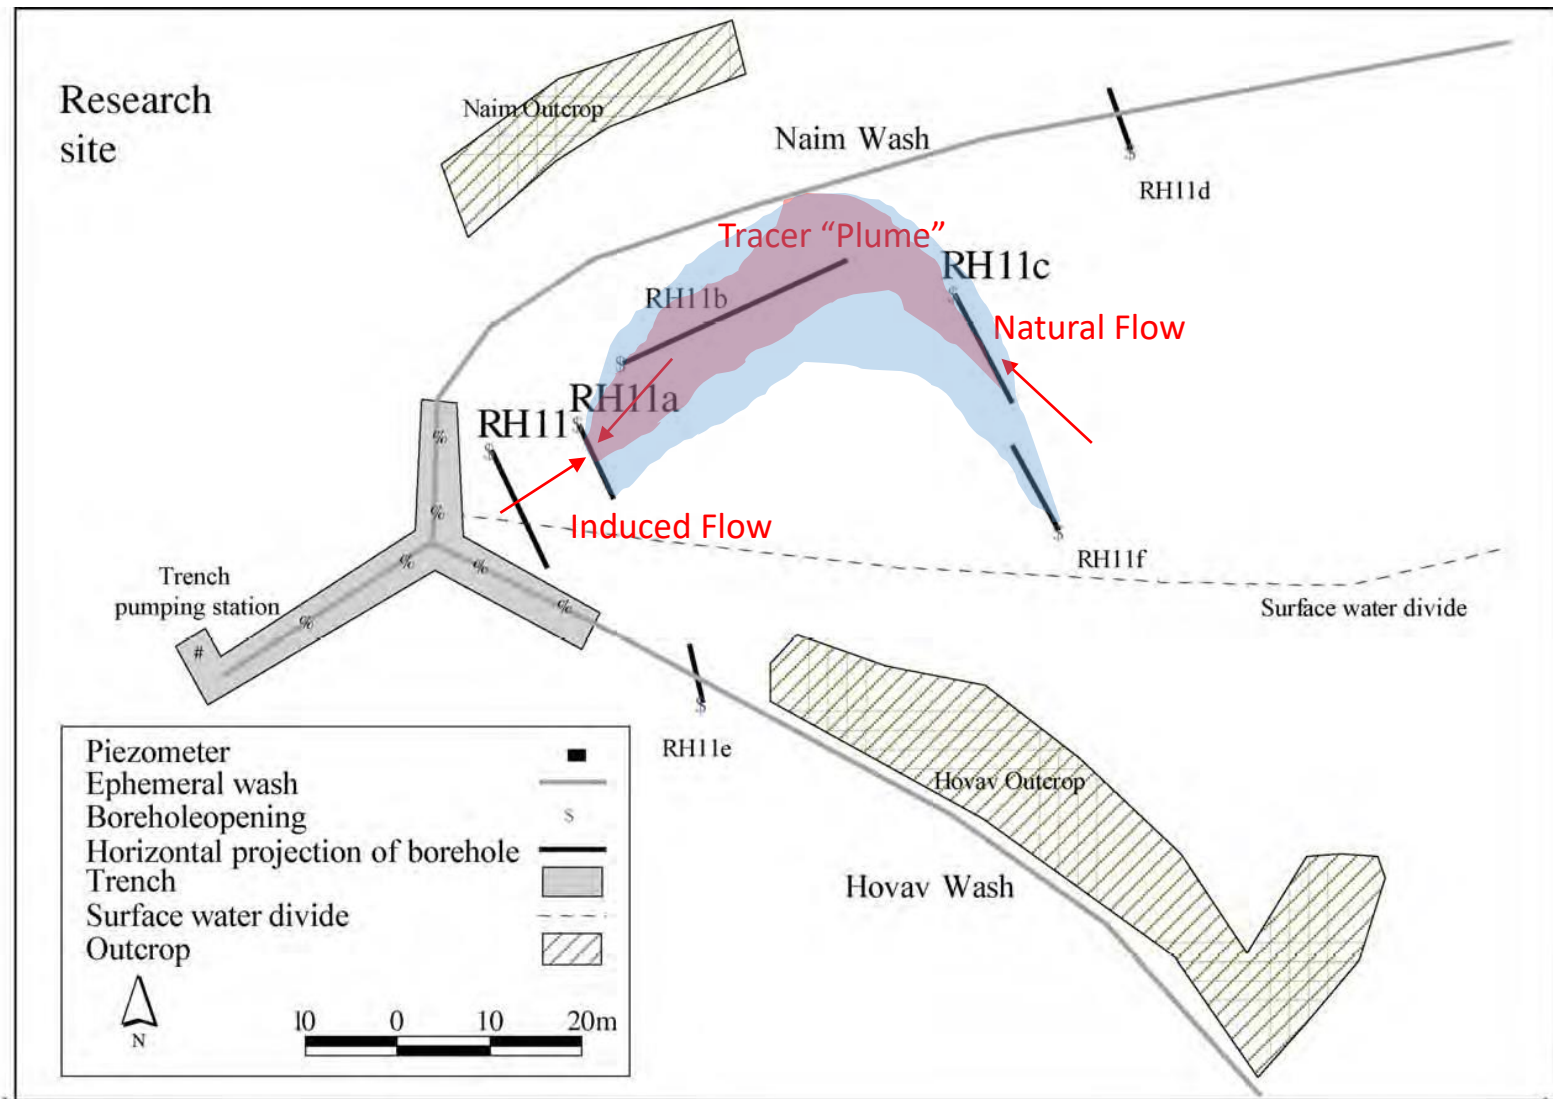 Research
site
Naim Outcrop
Naim Wash
RH11d
Tracer “Plume”
RH11c
RH11b
Natural Flow
RH11a
RH11
Induced Flow
RH11f
Surface water divide
Trench
pumping station
RH11e
Hovav Outcrop
Hovav Wash
Piezometer
Ephemeral wash
Boreholeopening
Horizontal projection of borehole
Trench
Surface water divide
Outcrop
N
10 0 10 20m
$
$
$
$
$
$
$
$
%
%
%
%
%
%
#